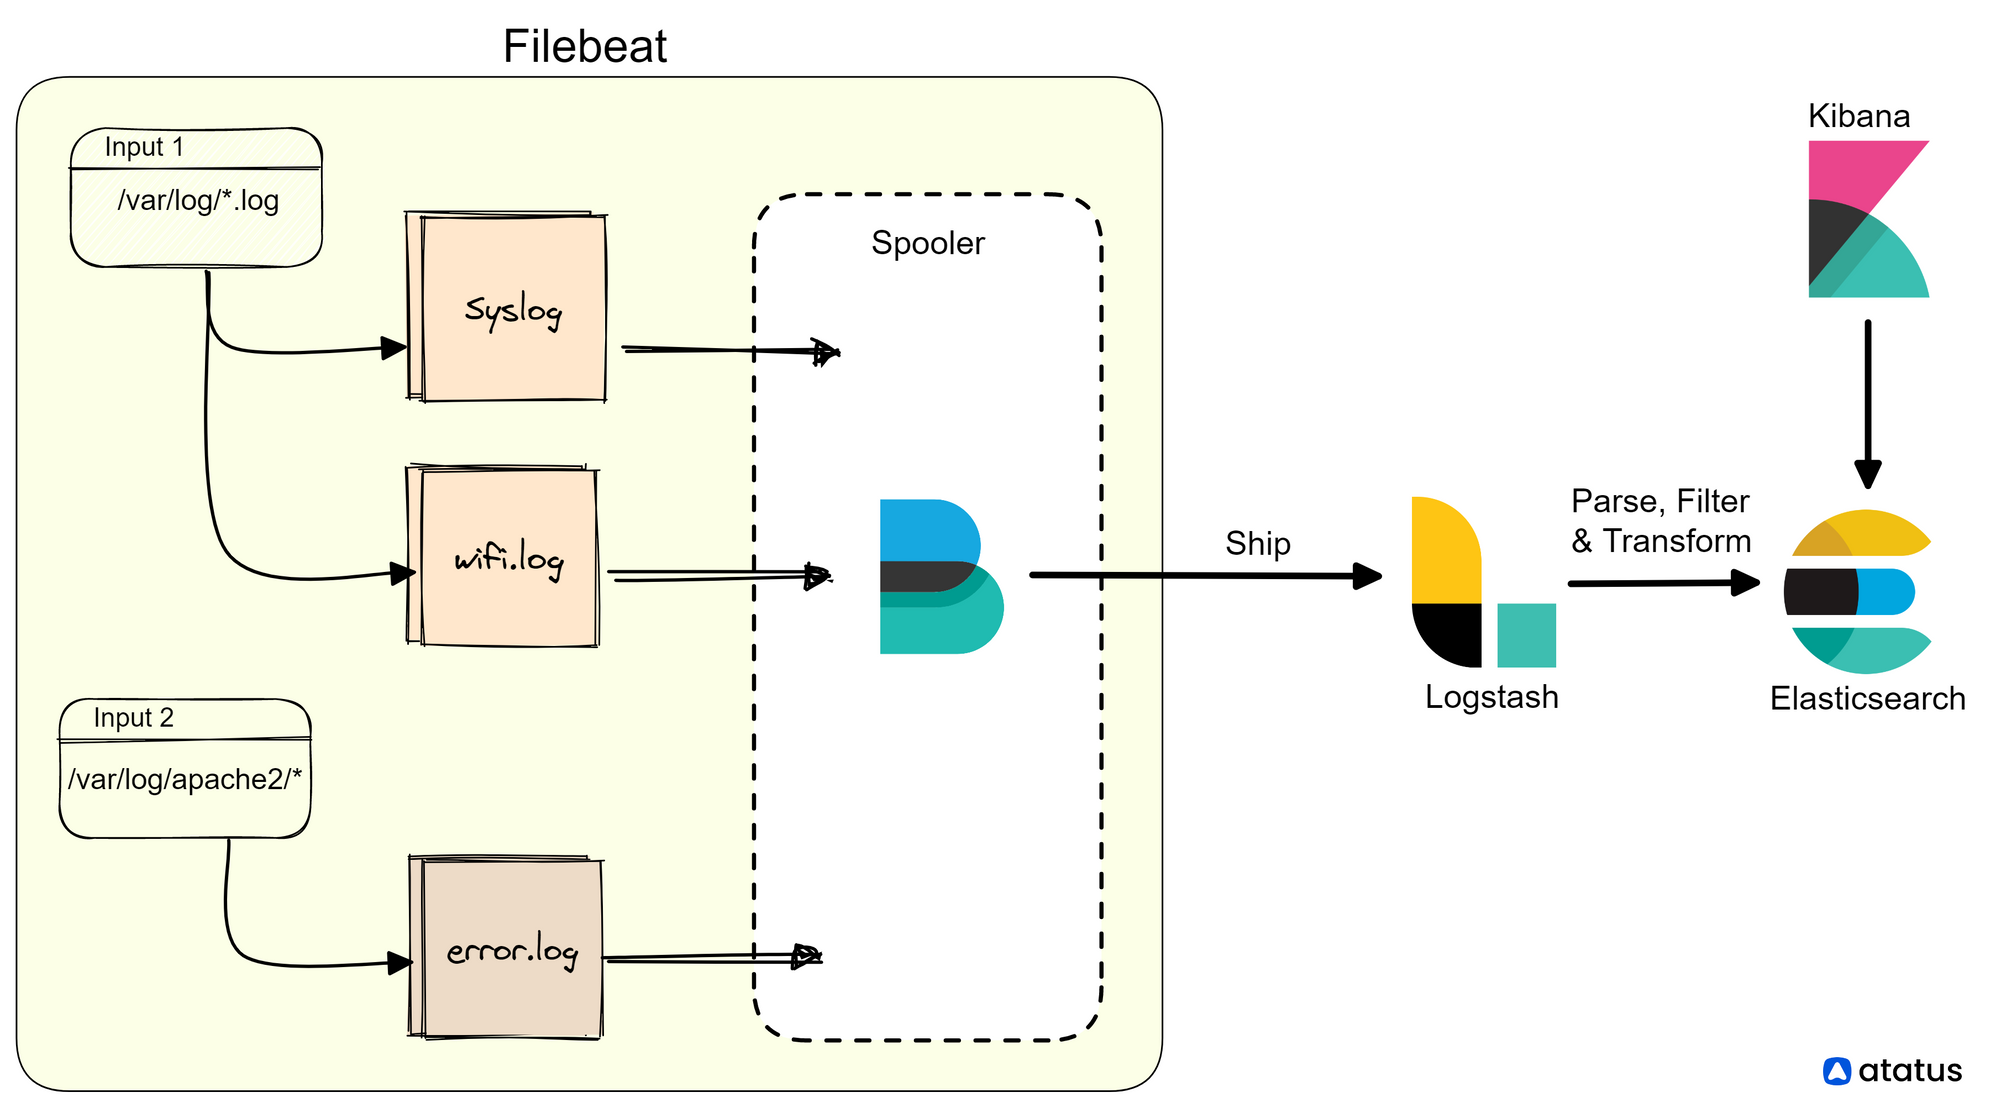 Filebeat
Input 1
/var/log/*.log
Syslog
wifi.log
Input 2
/var/log/apache2/*
error.log
Spooler
Ship
Logstash
Parse, Filter
& Transform
Kibana
Elasticsearch
atatus